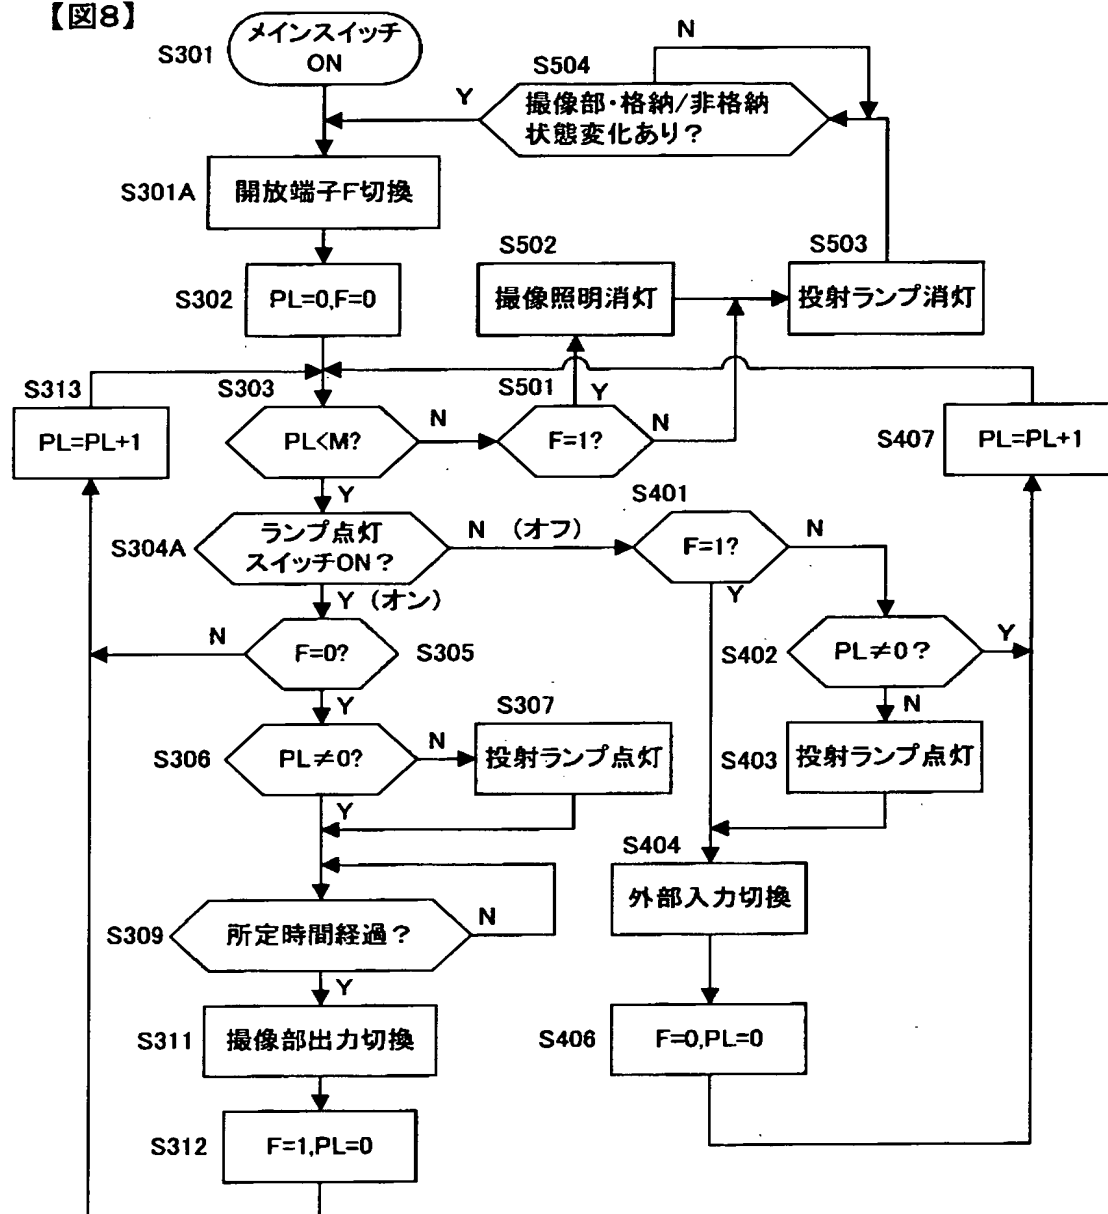 【図8】
S301
メインスイッチ
ON
N
S504
Y
撮像部・格納/非格納
状態変化あり?
S301A
開放端子F切換
S502
S503
S302
PL=0,F=0
撮像照明消灯
投射ランプ消灯
S313
S303
S501
Y
PL=PL+1
PL<M?
N
F=1?
N
S407
PL=PL+1
Y
S401
S304A
ランプ点灯
スイッチON?
N (オフ)
F=1?
N
Y (オン)
Y
N
F=0?
S305
S402
PL≠0?
Y
Y
S307
N
S306
PL≠0?
N
投射ランプ点灯
S403
投射ランプ点灯
Y
S404
外部入力切換
S309
所定時間経過?
N
Y
S311
撮像部出力切換
S406
F=0,PL=0
S312
F=1,PL=0